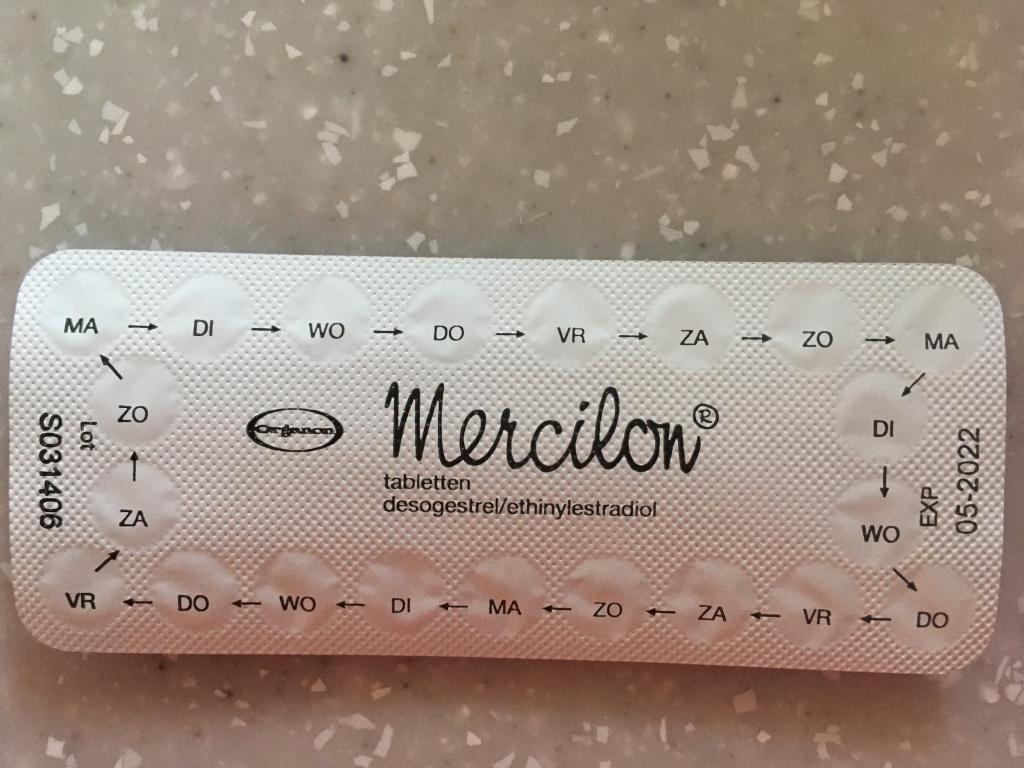 MA → DI → WO → DO → VR → ZA → ZO → MA
ZO
DI
Organon
Mercilon®
tabletten
desogestrel/ethinylestradiol
Lot
S031406
EXP
05-2022
ZA
WO
VR ← DO ← WO ← DI ← MA ← ZO ← ZA ← VR ← DO